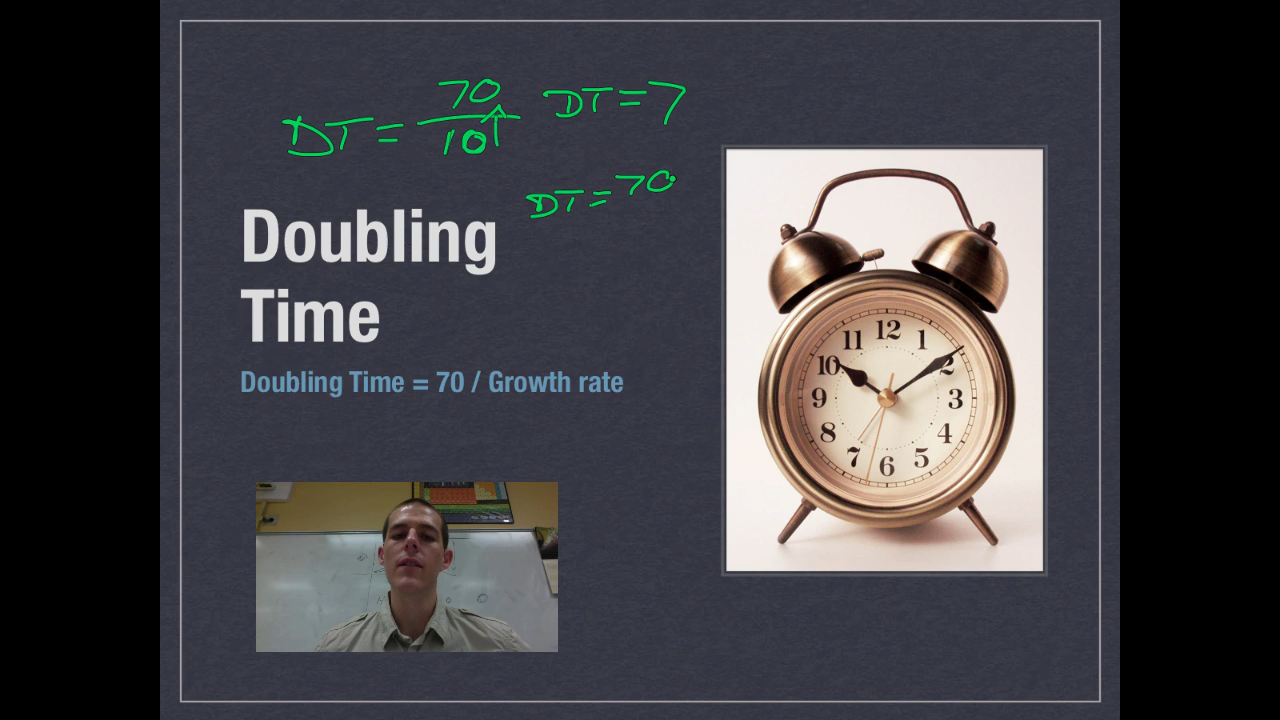 DT = 70/10 DT = 7
DT = 70
Doubling
Time
Doubling Time = 70 / Growth rate
12
11 1
10 2
9 3
8 4
7 5
6